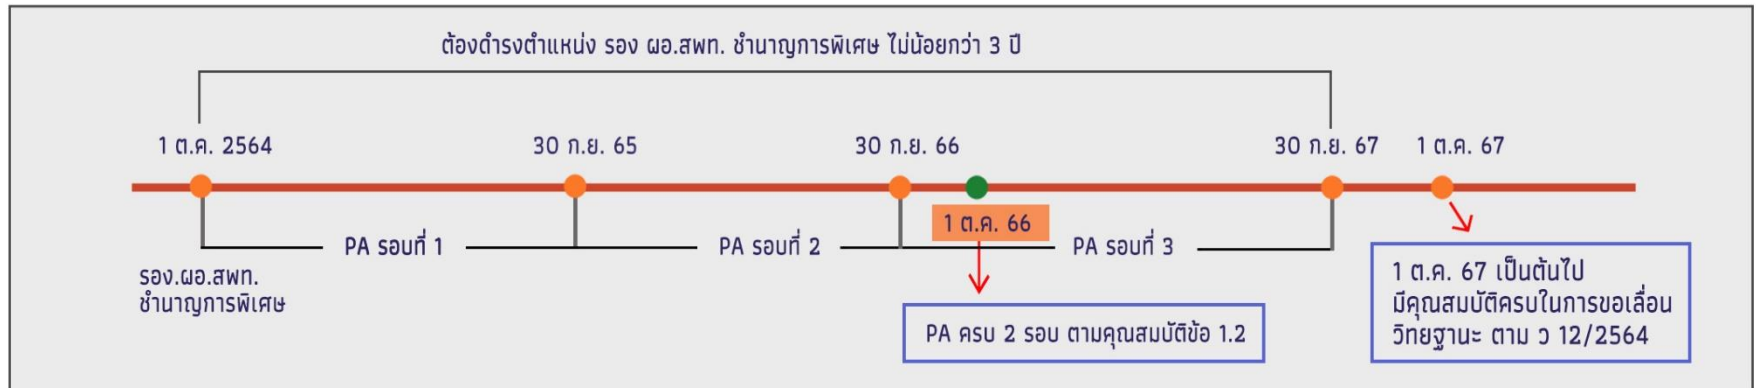 ต้องดำรงตำแหน่ง รอง ผอ.สพท. ชำนาญการพิเศษ ไม่น้อยกว่า 3 ปี
1 ต.ค. 2564
30 ก.ย. 65
30 ก.ย. 66
30 ก.ย. 67
1 ต.ค. 67
1 ต.ค. 66
PA รอบที่ 1
PA รอบที่ 2
PA รอบที่ 3
รอง.ผอ.สพท.
ชำนาญการพิเศษ
PA ครบ 2 รอบ ตามคุณสมบัติข้อ 1.2
1 ต.ค. 67 เป็นต้นไป
มีคุณสมบัติครบในการขอเลื่อน
วิทยฐานะ ตาม ว 12/2564